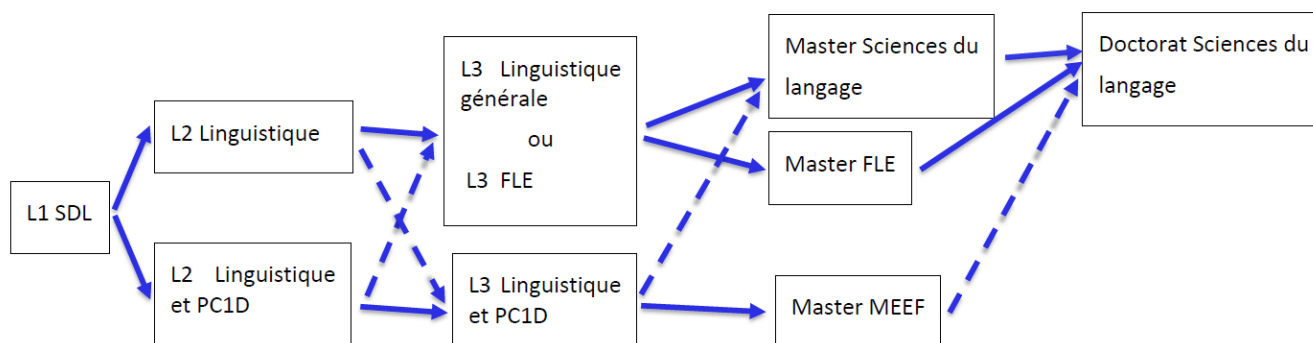 L1 SDL
L2 Linguistique
L2 Linguistique
et PC1D
L3 Linguistique
générale
ou
L3 FLE
L3 Linguistique
et PC1D
Master Sciences du
langage
Master FLE
Master MEEF
Doctorat Sciences du
langage